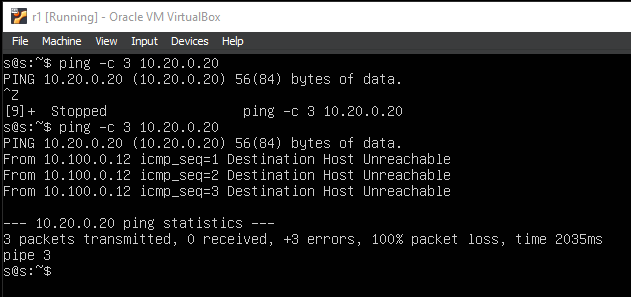 r1 [Running] - Oracle VM VirtualBox
File Machine View Input Devices Help
s@s:~$ ping -c 3 10.20.0.20
PING 10.20.0.20 (10.20.0.20) 56(84) bytes of data.
^Z
[9]+  Stopped                 ping -c 3 10.20.0.20
s@s:~$ ping -c 3 10.20.0.20
PING 10.20.0.20 (10.20.0.20) 56(84) bytes of data.
From 10.100.0.12 icmp_seq=1 Destination Host Unreachable
From 10.100.0.12 icmp_seq=2 Destination Host Unreachable
From 10.100.0.12 icmp_seq=3 Destination Host Unreachable
--- 10.20.0.20 ping statistics ---
3 packets transmitted, 0 received, +3 errors, 100% packet loss, time 2035ms
pipe 3
s@s:~$